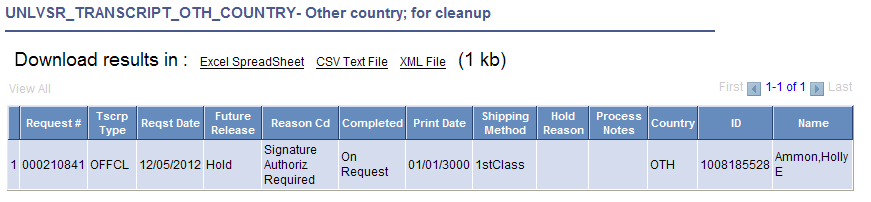 UNLVSR_TRANSCRIPT_OTH_COUNTRY- Other country; for cleanup
Download results in : Excel SpreadSheet CSV Text File XML File (1 kb)
View All First 1-1 of 1 Last
Request # Tscrp Type Reqst Date Future Release Reason Cd Completed Print Date Shipping Method Hold Reason Process Notes Country ID Name
1 000210841 OFFCL 12/05/2012 Hold Signature Authoriz Required On Request 01/01/3000 1stClass OTH 1008185528 Ammon,Holly E